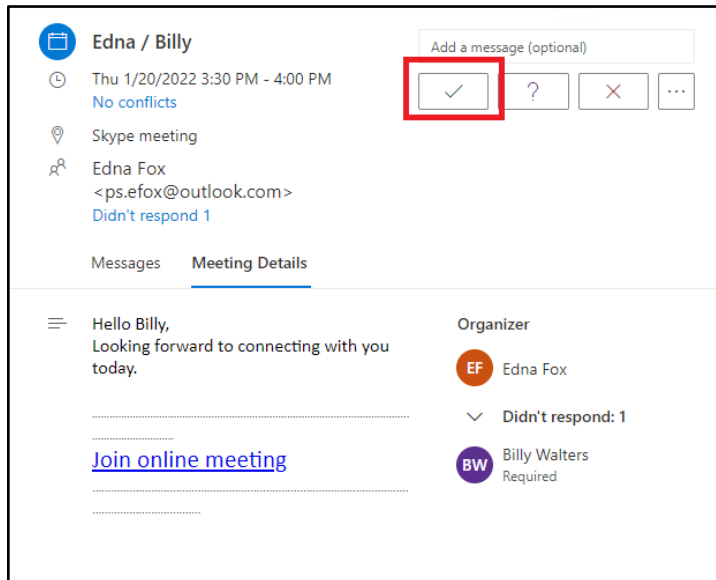 Edna / Billy
Add a message (optional)
Thu 1/20/2022 3:30 PM - 4:00 PM
No conflicts
?
...
Skype meeting
Edna Fox
<ps.efox@outlook.com>
Didn't respond 1
Messages Meeting Details
Hello Billy,
Looking forward to connecting with you
today.
Join online meeting
Organizer
EF Edna Fox
Didn't respond: 1
BW Billy Walters
Required